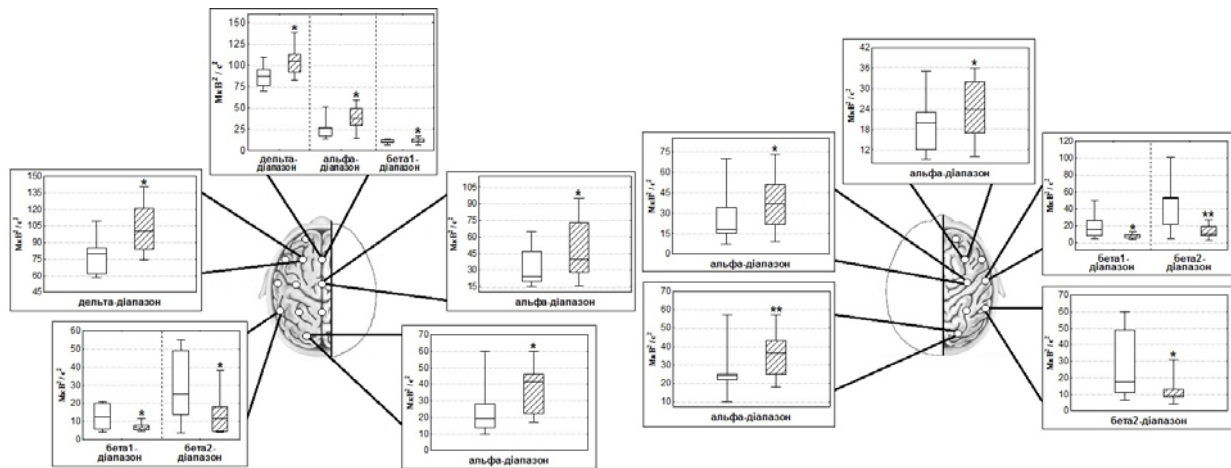 МкВ² / с²
150
125
100
75
50
25
0
*
*
*
дельта-
діапазон
альфа-
діапазон
бета1-
діапазон
МкВ² / с²
150
135
120
105
90
75
60
45
*
дельта-діапазон
МкВ² / с²
105
90
75
60
45
30
15
*
альфа-діапазон
МкВ² / с²
60
50
40
30
20
10
0
*
*
бета1-
діапазон
бета2-
діапазон
МкВ² / с²
70
60
50
40
30
20
10
0
*
альфа-діапазон
МкВ² / с²
42
36
30
24
18
12
*
альфа-діапазон
МкВ² / с²
75
60
45
30
15
0
*
альфа-діапазон
МкВ² / с²
120
100
80
60
40
20
0
*
**
бета1-
діапазон
бета2-
діапазон
МкВ² / с²
70
60
50
40
30
20
10
**
альфа-діапазон
МкВ² / с²
70
60
50
40
30
20
10
0
*
бета2-діапазон